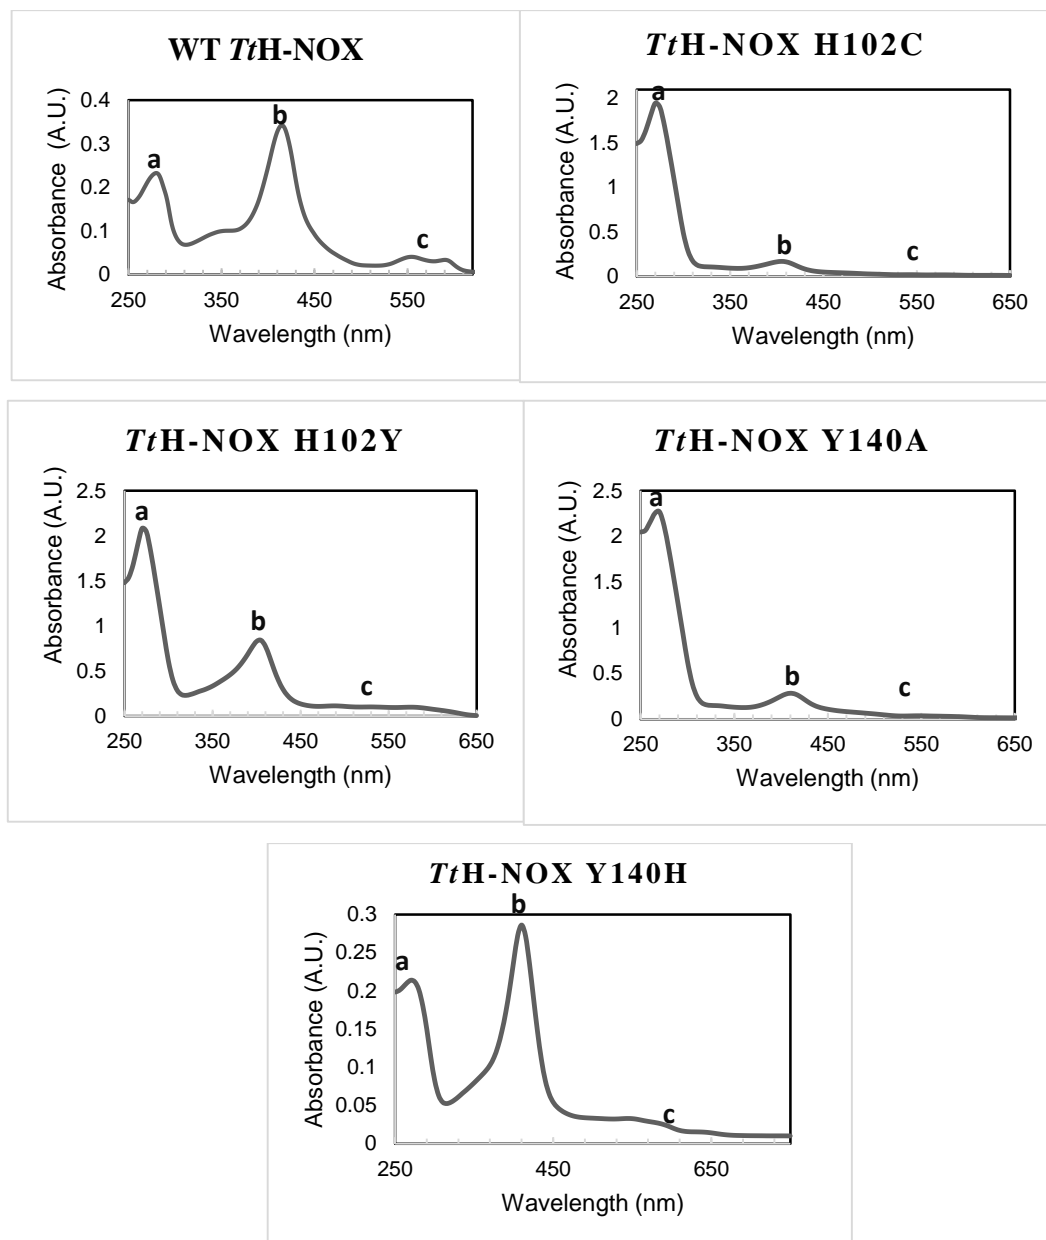 WT TtH-NOX
a
b
c
0.4
0.3
0.2
0.1
0
250
350
450
550
Absorbance (A.U.)
Wavelength (nm)
TtH-NOX H102C
a
b
c
2
1.5
1
0.5
0
250
350
450
550
650
Absorbance (A.U.)
Wavelength (nm)
TtH-NOX H102Y
a
b
c
2.5
2
1.5
1
0.5
0
250
350
450
550
650
Absorbance (A.U.)
Wavelength (nm)
TtH-NOX Y140A
a
b
c
2.5
2
1.5
1
0.5
0
250
350
450
550
650
Absorbance (A.U.)
Wavelength (nm)
TtH-NOX Y140H
a
b
c
0.3
0.25
0.2
0.15
0.1
0.05
0
250
450
650
Absorbance (A.U.)
Wavelength (nm)